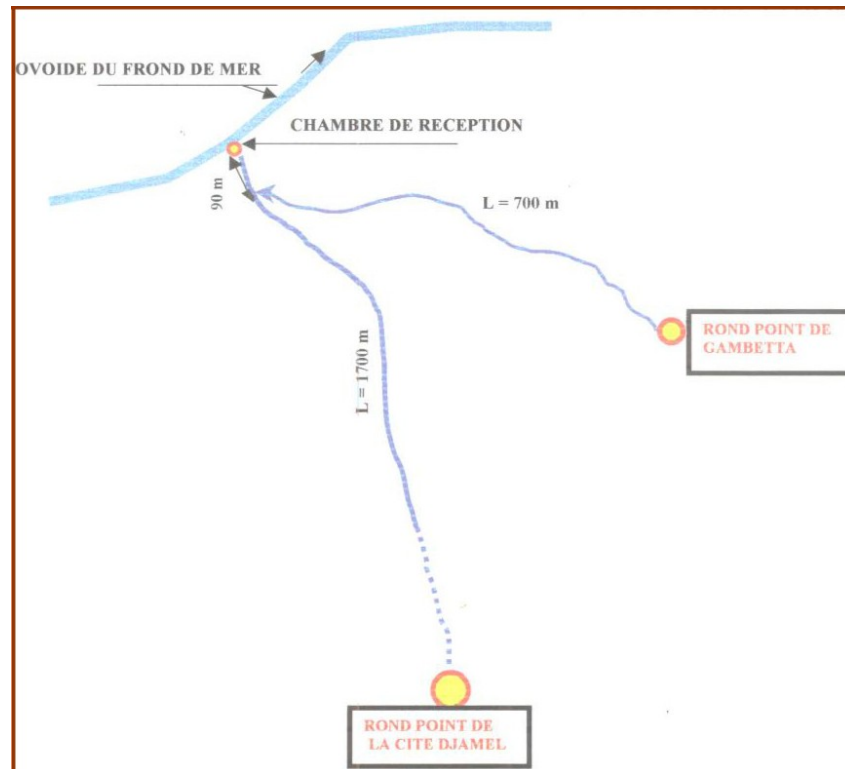 OVOIDE DU FROND DE MER
CHAMBRE DE RECEPTION
90 m
L = 700 m
ROND POINT DE
GAMBETTA
L = 1700 m
ROND POINT DE
LA CITE DJAMEL